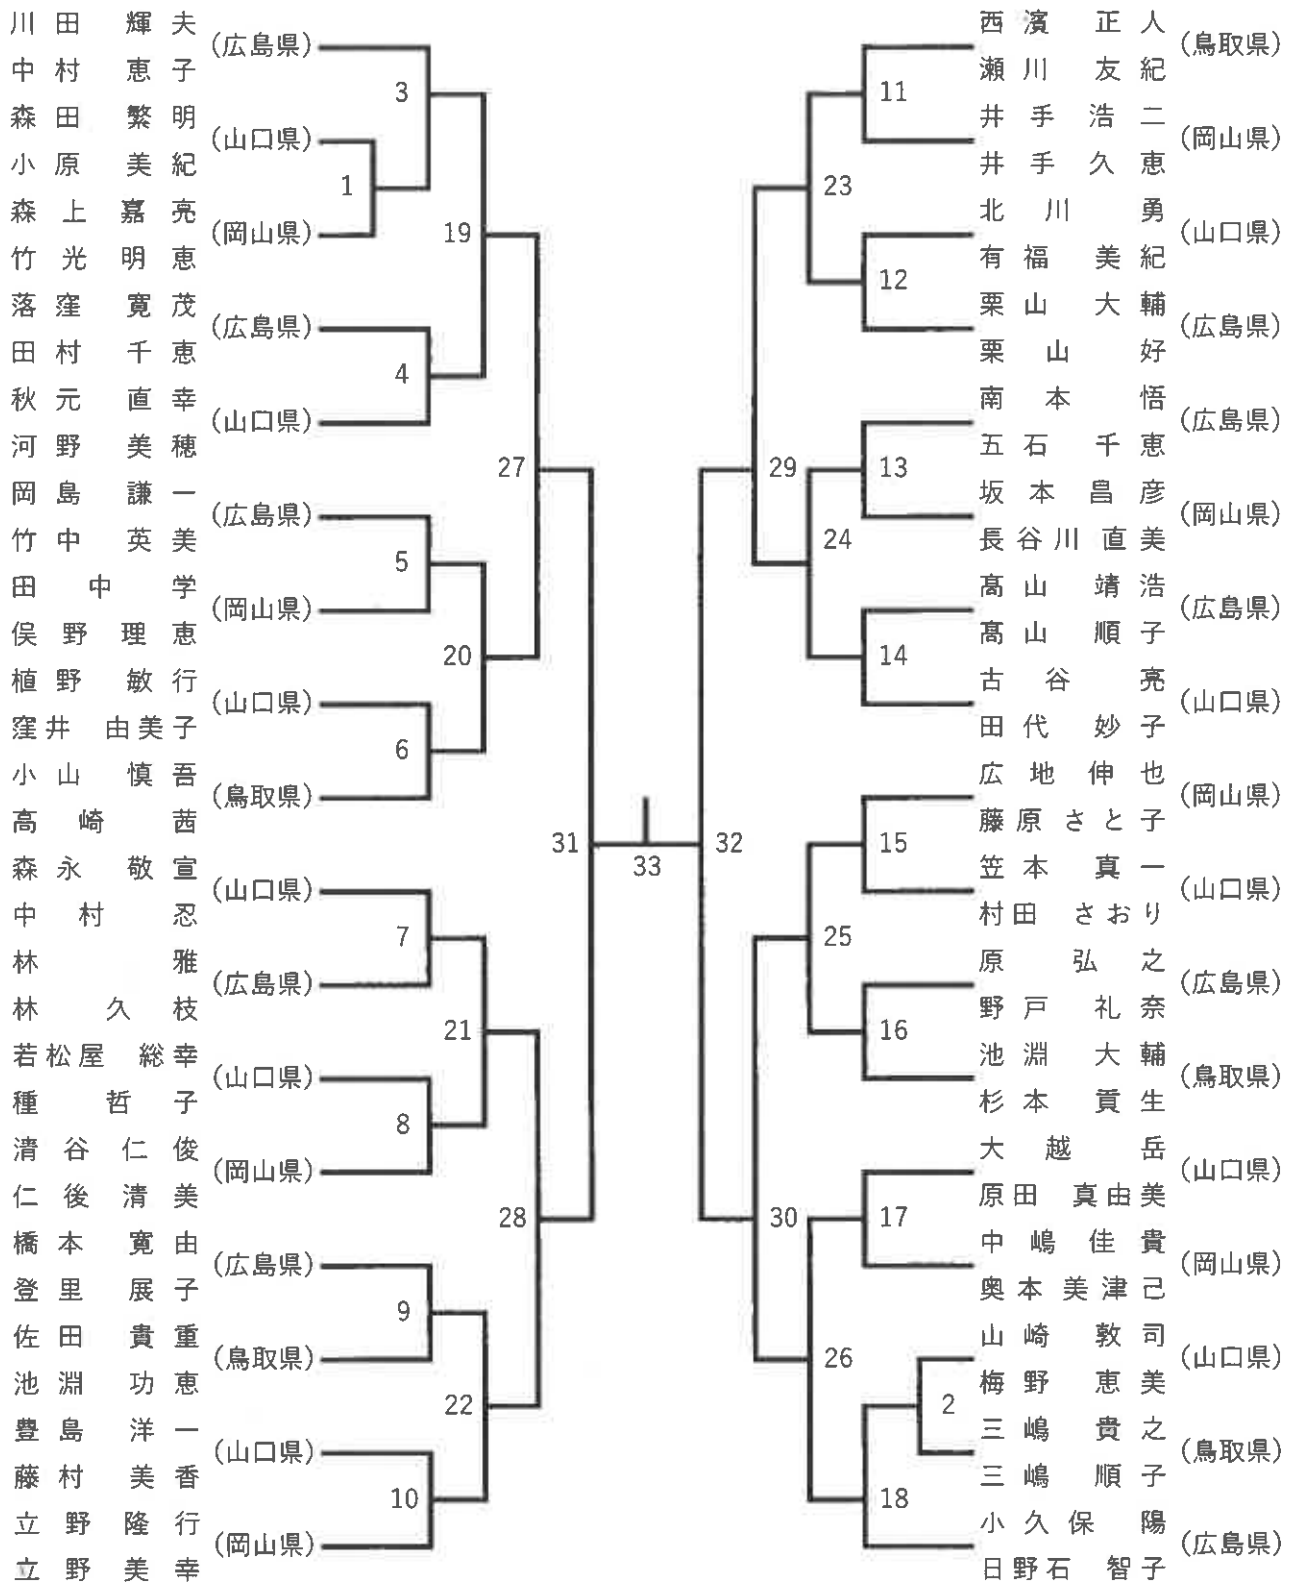 川田 輝夫
(広島県)
中村 恵子
3
森田 繁明
(山口県)
小原 美紀
1
森上 嘉亮
(岡山県)
19
竹光 明恵
落窪 寛茂
(広島県)
田村 千恵
4
秋元 直幸
(山口県)
河野 美穂
27
岡島 謙一
(広島県)
竹中 英美
5
田中 学
(岡山県)
俣野 理恵
20
植野 敏行
(山口県)
窪井 由美子
6
小山 慎吾
(鳥取県)
高崎 茜
31
森永 敬宣
(山口県)
中村 忍
7
林 雅
(広島県)
林 久枝
21
若松屋 総幸
(山口県)
種 哲子
8
清谷 仁俊
(岡山県)
仁後 清美
28
橋本 寛由
(広島県)
登里 展子
9
佐田 貴重
(鳥取県)
池淵 功恵
22
豊島 洋一
(山口県)
藤村 美香
10
立野 隆行
(岡山県)
立野 美幸
33
西濱 正人
(鳥取県)
瀬川 友紀
11
井手 浩二
(岡山県)
井手 久恵
23
北川 勇
(山口県)
有福 美紀
12
栗山 大輔
(広島県)
栗山 好
南本 悟
(広島県)
五石 千恵
29
13
坂本 昌彦
(岡山県)
長谷川 直美
24
髙山 靖浩
(広島県)
髙山 順子
14
古谷 亮
(山口県)
田代 妙子
広地 伸也
(岡山県)
藤原 さと子
32
15
笠本 真一
(山口県)
村田 さおり
25
原 弘之
(広島県)
野戸 礼奈
16
池淵 大輔
(鳥取県)
杉本 貢生
大越 岳
(山口県)
原田 真由美
30
17
中嶋 佳貴
(岡山県)
奥本 美津己
山崎 敦司
(山口県)
26
梅野 恵美
2
三嶋 貴之
(鳥取県)
三嶋 順子
18
小久保 陽
(広島県)
日野石 智子